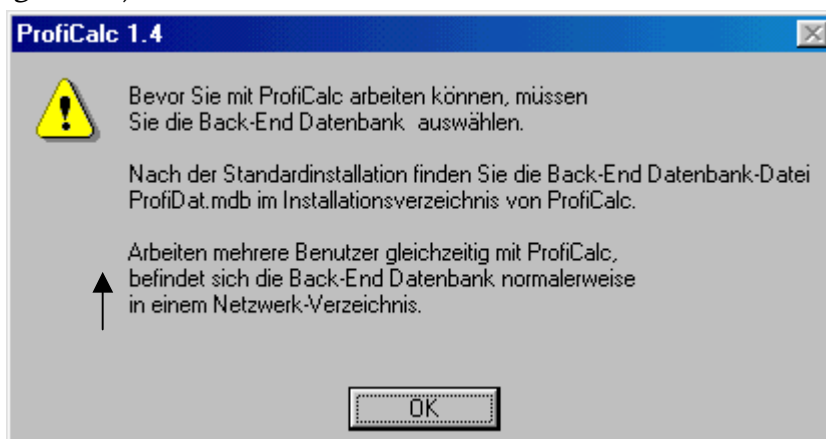 ProfiCalc 1.4
Bevor Sie mit ProfiCalc arbeiten können, müssen
Sie die Back-End Datenbank auswählen.
Nach der Standardinstallation finden Sie die Back-End Datenbank-Datei
ProfiDat.mdb im Installationsverzeichnis von ProfiCalc.
Arbeiten mehrere Benutzer gleichzeitig mit ProfiCalc,
befindet sich die Back-End Datenbank normalerweise
in einem Netzwerk-Verzeichnis.
OK